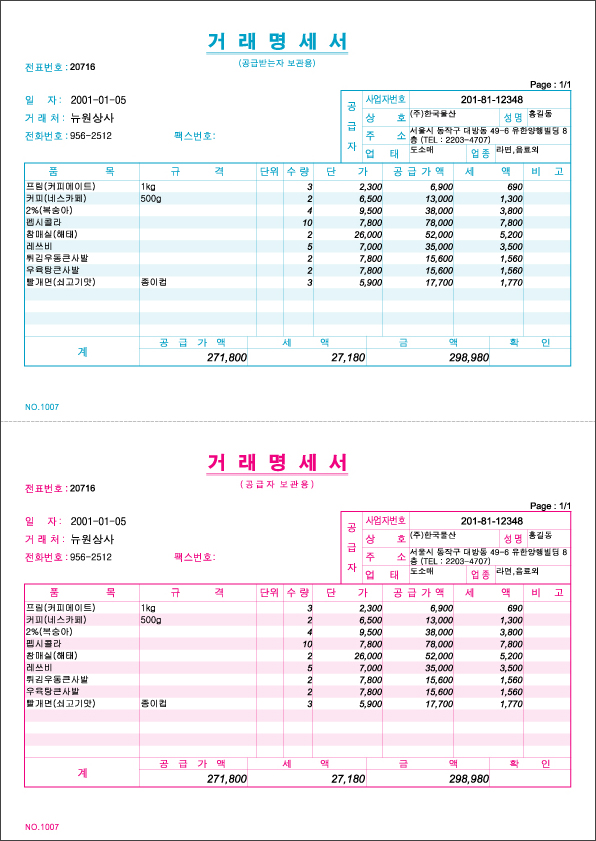 거 래 명 세 서
(공급받는자 보관용)
전표번호 : 20716
Page : 1/1
일 자 : 2001-01-05
거 래 처 : 뉴원상사
전화번호 : 956-2512 팩스번호:
공급자
사업자번호 201-81-12348
상 호 (주)한국물산 성 명 홍길동
주 소 서울시 동작구 대방동 49-6 유한양행빌딩 8
층 (TEL : 2203-4707)
업 태 도소매 업 종 라면,음료외
품 목 규 격 단위 수 량 단 가 공 급 가 액 세 액 비 고
프림(커피메이트) 1kg 3 2,300 6,900 690
커피(네스카페) 500g 2 6,500 13,000 1,300
2%(복숭아) 4 9,500 38,000 3,800
펩시콜라 10 7,800 78,000 7,800
참매실(해태) 2 26,000 52,000 5,200
레쓰비 5 7,000 35,000 3,500
튀김우동큰사발 2 7,800 15,600 1,560
우육탕큰사발 2 7,800 15,600 1,560
빨개면(쇠고기맛) 종이컵 3 5,900 17,700 1,770
계 공 급 가 액 세 액 금 액 확 인
271,800 27,180 298,980
NO.1007
거 래 명 세 서
(공급자 보관용)
전표번호 : 20716
Page : 1/1
일 자 : 2001-01-05
거 래 처 : 뉴원상사
전화번호 : 956-2512 팩스번호:
공급자
사업자번호 201-81-12348
상 호 (주)한국물산 성 명 홍길동
주 소 서울시 동작구 대방동 49-6 유한양행빌딩 8
층 (TEL : 2203-4707)
업 태 도소매 업 종 라면,음료외
품 목 규 격 단위 수 량 단 가 공 급 가 액 세 액 비 고
프림(커피메이트) 1kg 3 2,300 6,900 690
커피(네스카페) 500g 2 6,500 13,000 1,300
2%(복숭아) 4 9,500 38,000 3,800
펩시콜라 10 7,800 78,000 7,800
참매실(해태) 2 26,000 52,000 5,200
레쓰비 5 7,000 35,000 3,500
튀김우동큰사발 2 7,800 15,600 1,560
우육탕큰사발 2 7,800 15,600 1,560
빨개면(쇠고기맛) 종이컵 3 5,900 17,700 1,770
계 공 급 가 액 세 액 금 액 확 인
271,800 27,180 298,980
NO.1007